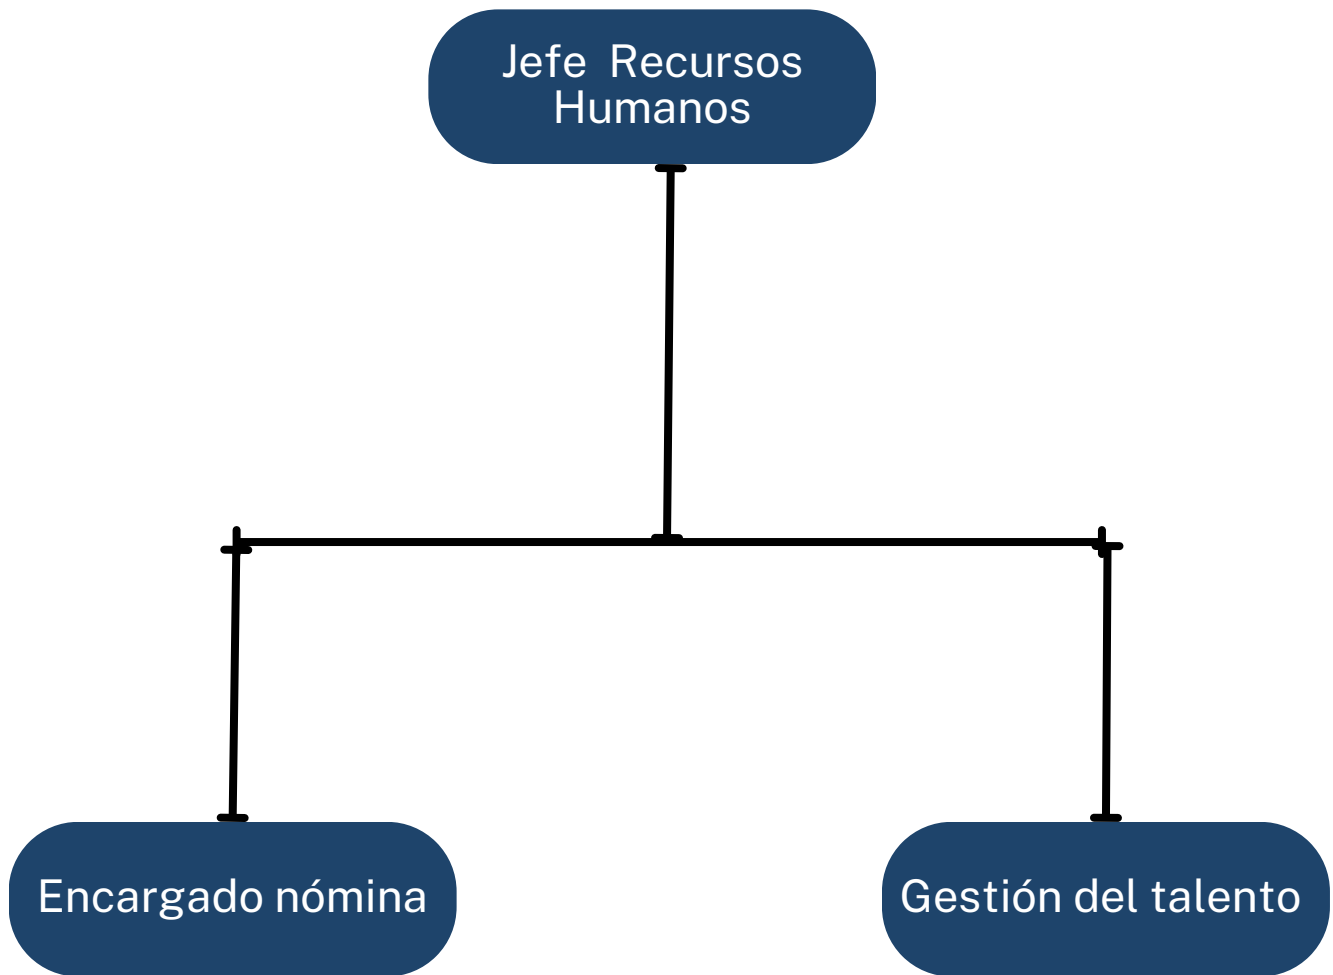 Jefe  Recursos
Humanos
Encargado nómina
Gestión del talento